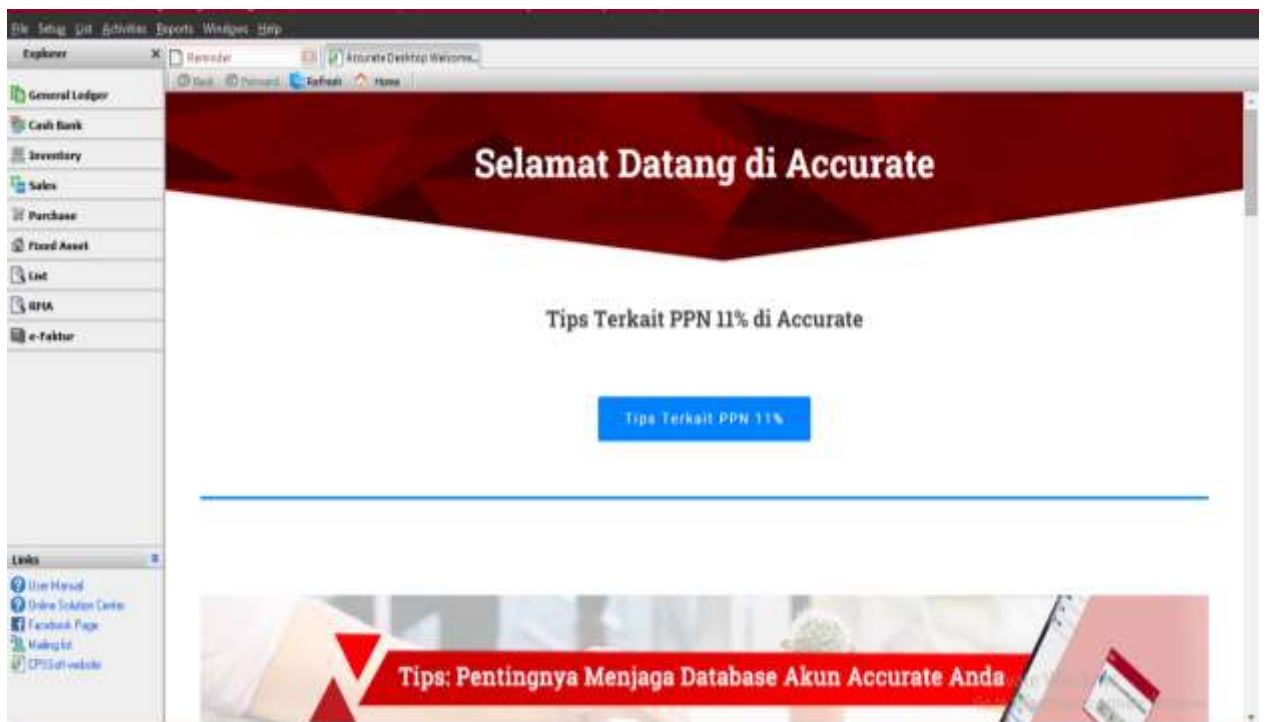 File Setup List Activities Reports Windows Help
Explorer
Reminder
Accurate Desktop Welcome...
Back Forward Refresh Home
General Ledger
Cash Bank
Inventory
Sales
Purchase
Fixed Asset
List
RMA
e-Faktur
Selamat Datang di Accurate
Tips Terkait PPN 11% di Accurate
Tips Terkait PPN 11%
Links
User Manual
Online Solution Center
Facebook Page
Mailing list
CPSSoft website
Tips: Pentingnya Menjaga Database Akun Accurate Anda